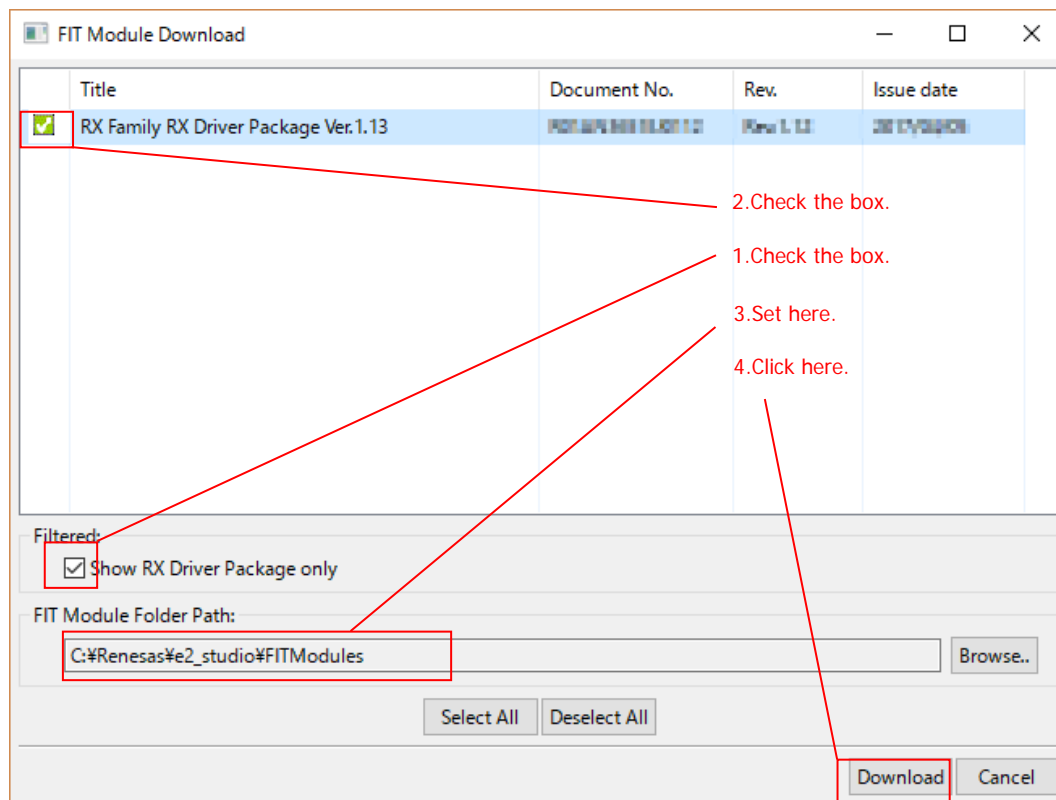 FIT Module Download
Title Document No. Rev. Issue date
RX Family RX Driver Package Ver.1.13
2.Check the box.
1.Check the box.
3.Set here.
4.Click here.
Filtered:
Show RX Driver Package only
FIT Module Folder Path:
C:¥Renesas¥e2_studio¥FITModules Browse..
Select All Deselect All
Download Cancel